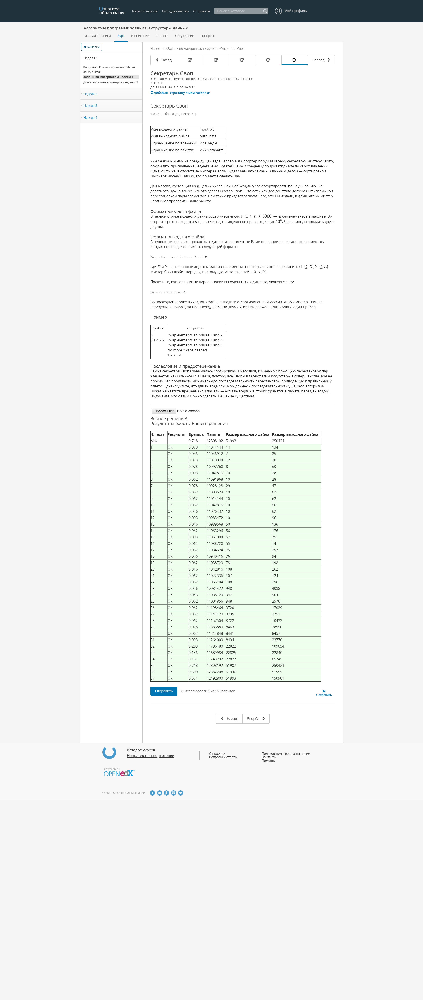 Открытое образование
Каталог курсов
Сотрудничество
О проекте
Поиск в каталоге
Мой профиль
Алгоритмы программирования и структуры данных
Главная страница
Курс
Расписание
Справка
Обсуждение
Прогресс
Закладки
Неделя 1
Введение. Оценка времени работы
алгоритмов
Задачи по материалам недели 1
Дополнительный материал недели 1
Неделя 2
Неделя 3
Неделя 4
Неделя 1 > Задачи по материалам недели 1 > Секретарь Своп
Назад
Вперёд
Секретарь Своп
ЭТОТ ЭЛЕМЕНТ КУРСА ОЦЕНИВАЕТСЯ КАК 'ЛАБОРАТОРНАЯ РАБОТА'
ВЕС: 1.0
ДО 11 МАР. 2019 Г. 00:00 MSK
Добавить страницу в мои закладки
Секретарь Своп
1.0 из 1.0 балла (оценивается)
Имя входного файла: input.txt
Имя выходного файла: output.txt
Ограничение по времени: 2 секунды
Ограничение по памяти: 256 мегабайт
Уже знакомый нам из предыдущей задачи граф Бабблсортер поручил своему секретарю, мистеру Свопу,
оформлять приглашения беднейшему, богатейшему и среднему по достатку жителю своих владений.
Однако кто же, в отсутствие мистера Свопа, будет заниматься самым важным делом — сортировкой
массивов чисел? Видимо, это придется сделать Вам!
Дан массив, состоящий из n целых чисел. Вам необходимо его отсортировать по неубыванию. Но
делать это нужно так же, как это делает мистер Своп — то есть, каждое действие должно быть взаимной
перестановкой пары элементов. Вам также придется записать все, что Вы делали, в файл, чтобы мистер
Своп смог проверить Вашу работу.
Формат входного файла
В первой строке входного файла содержится число n (1 ≤ n ≤ 5000) — число элементов в массиве. Во
второй строке находятся n целых чисел, по модулю не превосходящих 10^9. Числа могут совпадать друг с
другом.
Формат выходного файла
В первых нескольких строках выведите осуществленные Вами операции перестановки элементов.
Каждая строка должна иметь следующий формат:
Swap elements at indices X and Y.
где X и Y — различные индексы массива, элементы на которых нужно переставить (1 ≤ X, Y ≤ n).
Мистер Своп любит порядок, поэтому сделайте так, чтобы X < Y.
После того, как все нужные перестановки выведены, выведите следующую фразу:
No more swaps needed.
Во последней строке выходного файла выведите отсортированный массив, чтобы мистер Своп не
переделывал работу за Вас. Между любыми двумя числами должен стоять ровно один пробел.
Пример
input.txt output.txt
5 Swap elements at indices 1 and 2.
3 1 4 2 2 Swap elements at indices 2 and 4.
Swap elements at indices 3 and 5.
No more swaps needed.
1 2 2 3 4
Послесловие и предостережение
Семья секретаря Свопа занималась сортировками массивов, и именно с помощью перестановок пар
элементов, как минимум с XII века, поэтому все Свопы владеют этим искусством в совершенстве. Мы не
просим Вас произвести минимальную последовательность перестановок, приводящую к правильному
ответу. Однако учтите, что для вывода слишком длинной последовательности у Вашего алгоритма
может не хватить времени (или памяти — если выводимые строки хранятся в памяти перед выводом).
Подумайте, что с этим можно сделать. Решение существует!
Choose Files No file chosen
Верное решение!
Результаты работы Вашего решения
№ теста Результат Время, с Память Размер входного файла Размер выходного файла
Max 0.718 12808192 51993 250424
1 OK 0.078 11014144 14 134
2 OK 0.046 11046912 7 25
3 OK 0.078 11010048 12 30
4 OK 0.078 10997760 8 60
5 OK 0.093 11042816 10 28
6 OK 0.062 11091968 10 28
7 OK 0.078 10928128 29 47
8 OK 0.062 11030528 10 62
9 OK 0.062 11014144 10 62
10 OK 0.062 11042816 10 96
11 OK 0.046 11026432 10 62
12 OK 0.093 10985472 10 96
13 OK 0.046 10989568 50 136
14 OK 0.062 11063296 56 176
15 OK 0.093 11051008 57 75
16 OK 0.062 11038720 55 141
17 OK 0.062 11034624 75 297
18 OK 0.046 10940416 76 94
19 OK 0.062 11038720 78 198
20 OK 0.046 11042816 108 262
21 OK 0.062 11022336 107 124
22 OK 0.062 11055104 108 296
23 OK 0.046 10985472 948 4088
24 OK 0.046 11038720 947 964
25 OK 0.062 11001856 948 2576
26 OK 0.062 11198464 3720 17029
27 OK 0.062 11141120 3735 3751
28 OK 0.062 11157504 3722 10432
29 OK 0.078 11386880 8463 38996
30 OK 0.062 11214848 8441 8457
31 OK 0.093 11264000 8434 23770
32 OK 0.203 11796480 22822 109054
33 OK 0.156 11689984 22825 22840
34 OK 0.187 11743232 22877 65745
35 OK 0.718 12808192 51987 250424
36 OK 0.500 12382208 51940 51955
37 OK 0.671 12492800 51993 150901
Отправить
Вы использовали 1 из 150 попыток
Сохранить
Назад
Вперёд
Каталог курсов
Направления подготовки
О проекте
Вопросы и ответы
Пользовательское соглашение
Контакты
Помощь
POWERED BY
OPEN edX
© 2018 Открытое Образование